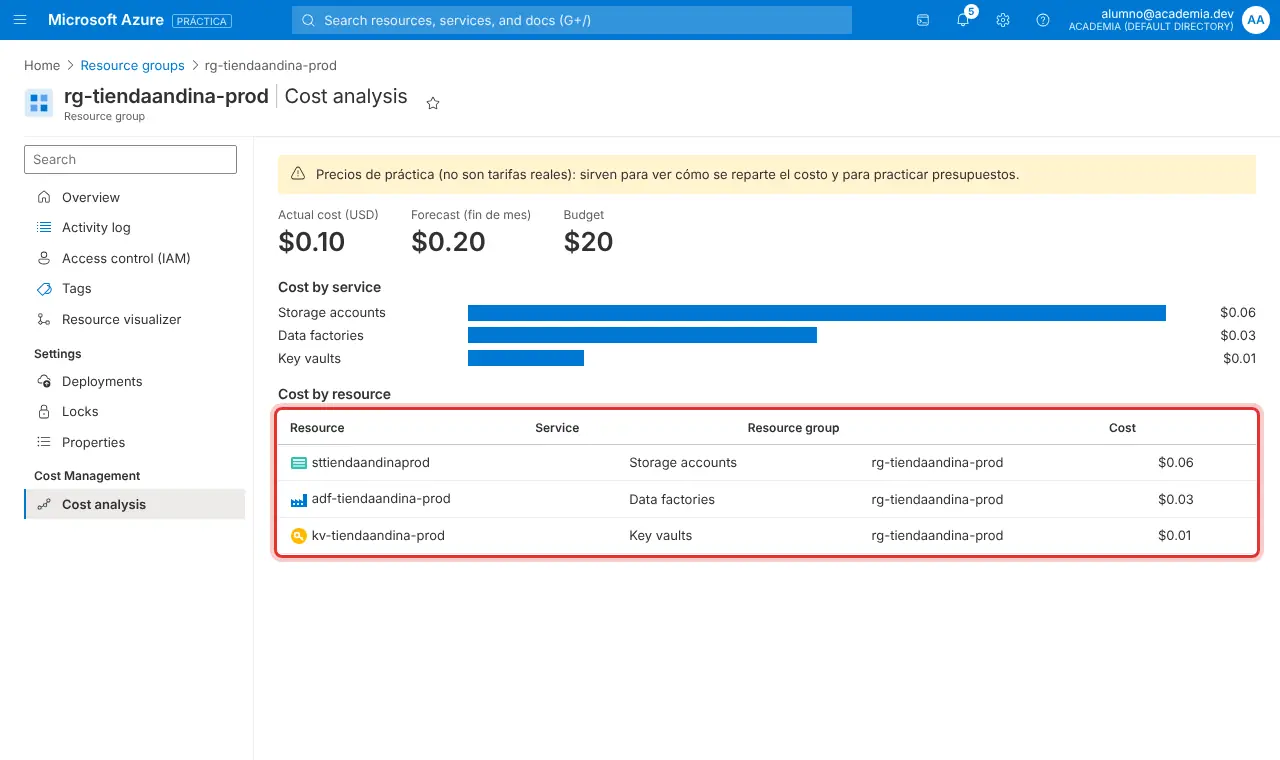 Microsoft Azure PRÁCTICA Search resources, services, and docs (G+/) 5 alumno@academia.dev
ACADEMIA (DEFAULT DIRECTORY) AA
Home > Resource groups > rg-tiendaandina-prod
rg-tiendaandina-prod | Cost analysis
Resource group
Search
Overview
Activity log
Access control (IAM)
Tags
Resource visualizer
Settings
Deployments
Locks
Properties
Cost Management
Cost analysis
Precios de práctica (no son tarifas reales): sirven para ver cómo se reparte el costo y para practicar presupuestos.
Actual cost (USD) Forecast (fin de mes) Budget
$0.10 $0.20 $20
Cost by service
Storage accounts $0.06
Data factories $0.03
Key vaults $0.01
Cost by resource
Resource Service Resource group Cost
sttiendaandinaprod Storage accounts rg-tiendaandina-prod $0.06
adf-tiendaandina-prod Data factories rg-tiendaandina-prod $0.03
kv-tiendaandina-prod Key vaults rg-tiendaandina-prod $0.01